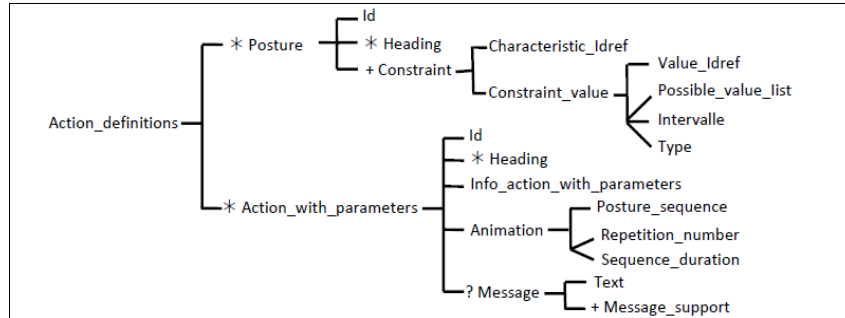 Action_definitions
* Posture
Id
* Heading
+ Constraint
Characteristic_Idref
Constraint_value
Value_Idref
Possible_value_list
Intervalle
Type
* Action_with_parameters
Id
* Heading
Info_action_with_parameters
Animation
Posture_sequence
Repetition_number
Sequence_duration
? Message
Text
+ Message_support